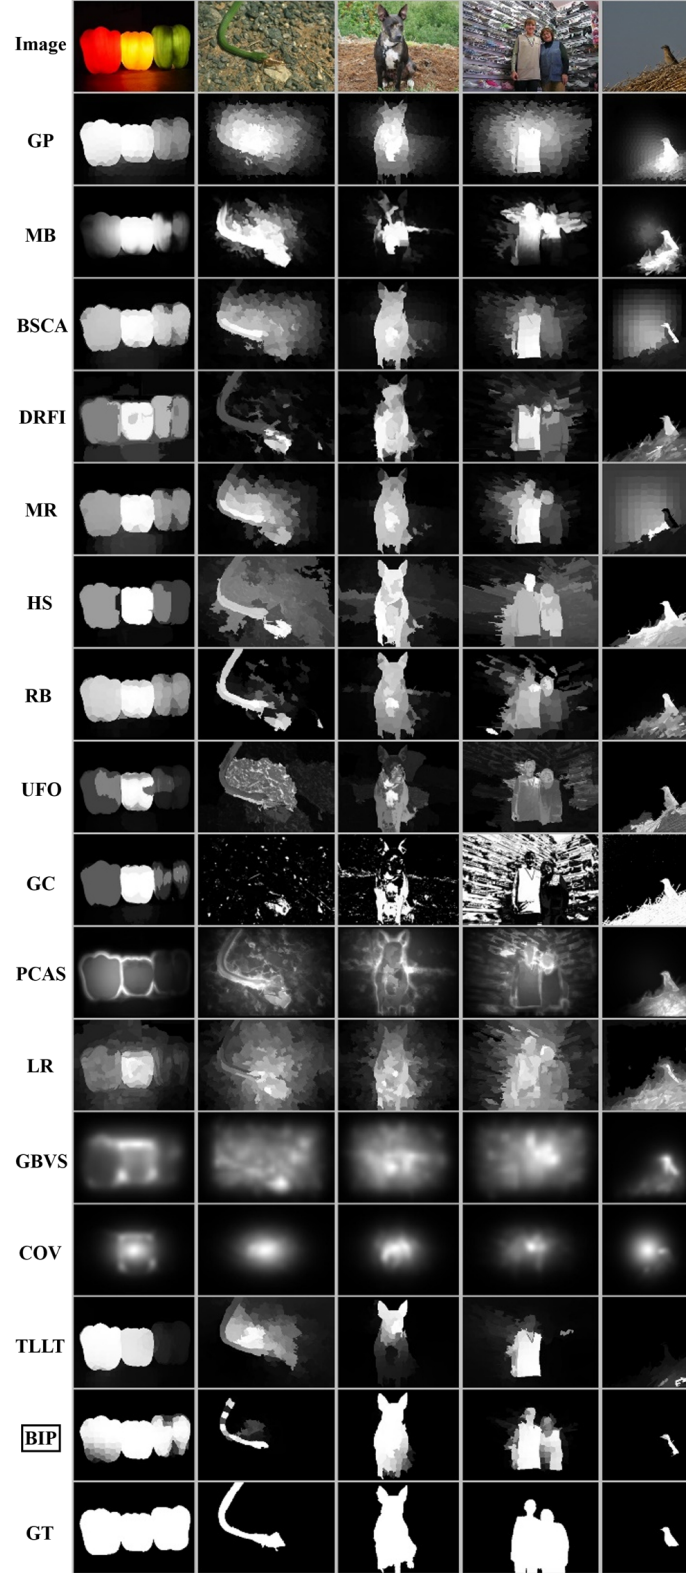 Image
GP
MB
BSCA
DRFI
MR
HS
RB
UFO
GC
PCAS
LR
GBVS
COV
TLLT
BIP
GT